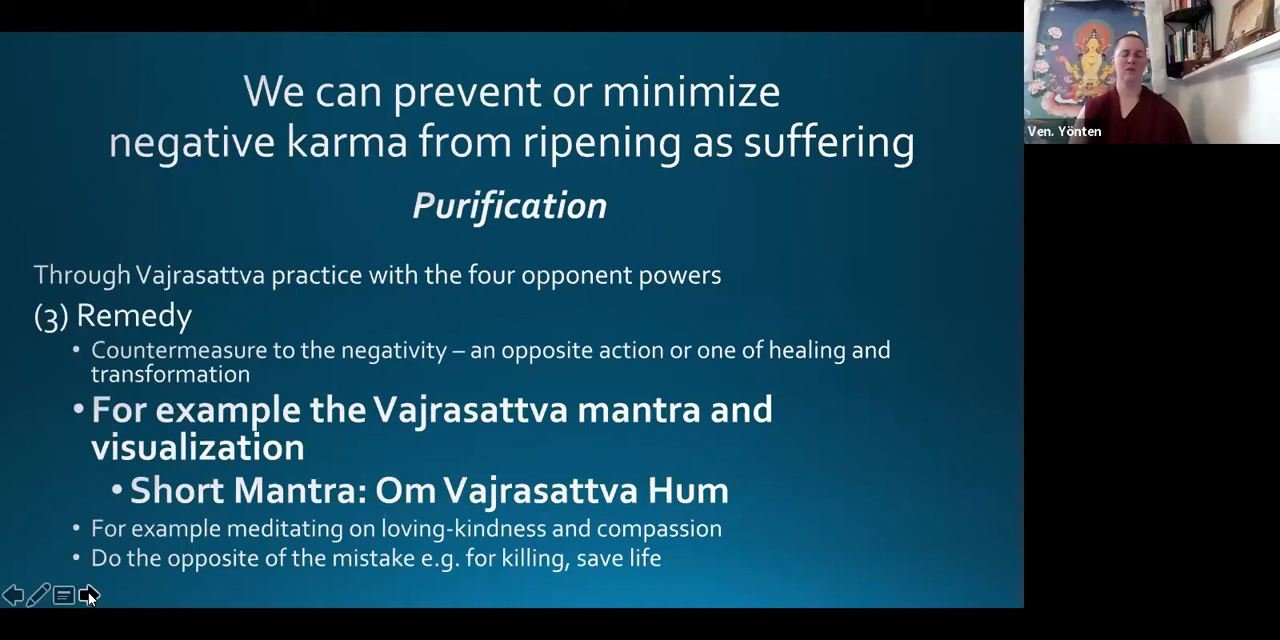 We can prevent or minimize
negative karma from ripening as suffering
Purification
Through Vajrasattva practice with the four opponent powers
(3) Remedy
• Countermeasure to the negativity – an opposite action or one of healing and
transformation
• For example the Vajrasattva mantra and
visualization
• Short Mantra: Om Vajrasattva Hum
• For example meditating on loving-kindness and compassion
• Do the opposite of the mistake e.g. for killing, save life
Ven. Yönten